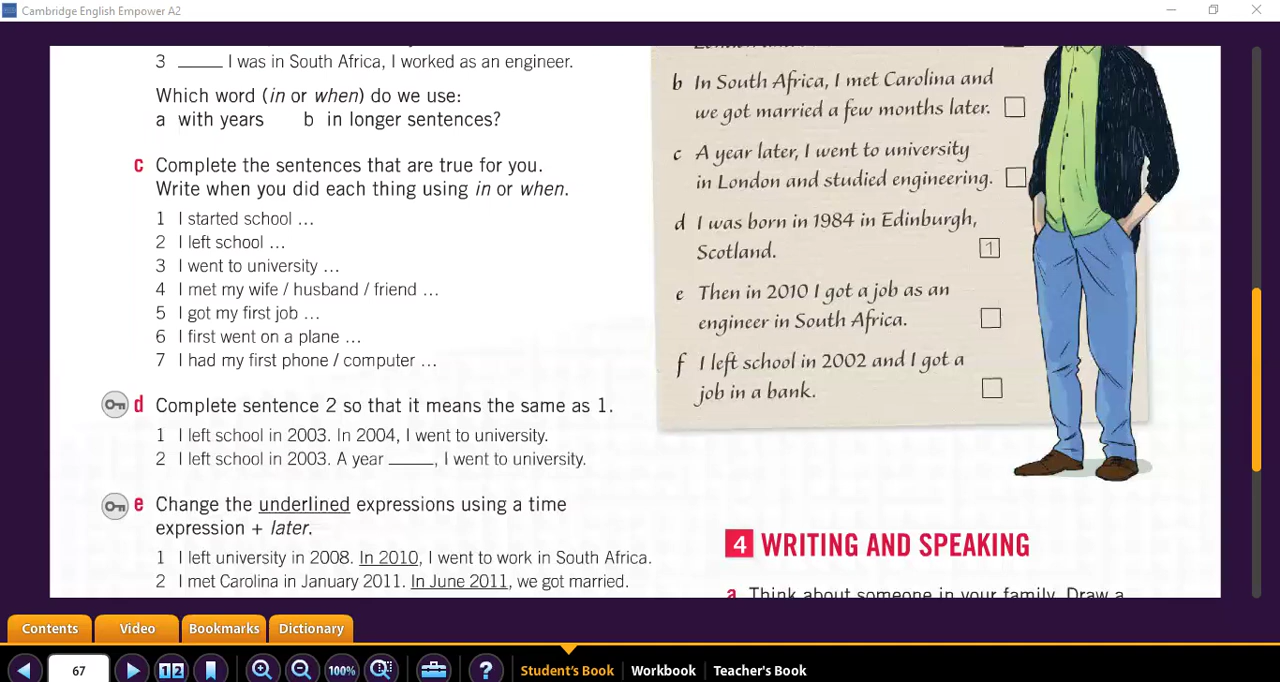 Cambridge English Empower A2
3 _____ I was in South Africa, I worked as an engineer.
Which word (in or when) do we use:
a with years b in longer sentences?
c Complete the sentences that are true for you.
Write when you did each thing using in or when.
1 I started school …
2 I left school …
3 I went to university …
4 I met my wife / husband / friend …
5 I got my first job …
6 I first went on a plane …
7 I had my first phone / computer …
d Complete sentence 2 so that it means the same as 1.
1 I left school in 2003. In 2004, I went to university.
2 I left school in 2003. A year _____, I went to university.
e Change the underlined expressions using a time
expression + later.
1 I left university in 2008. In 2010, I went to work in South Africa.
2 I met Carolina in January 2011. In June 2011, we got married.
b In South Africa, I met Carolina and
we got married a few months later.
c A year later, I went to university
in London and studied engineering.
d I was born in 1984 in Edinburgh,
Scotland. 1
e Then in 2010 I got a job as an
engineer in South Africa.
f I left school in 2002 and I got a
job in a bank.
4 WRITING AND SPEAKING
a Think about someone in your family. Draw a
Contents Video Bookmarks Dictionary
67 12 100% ? Student's Book Workbook Teacher's Book